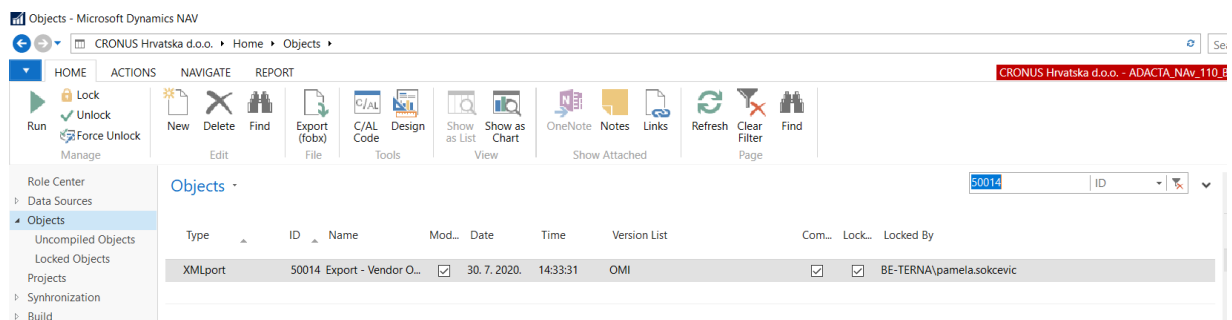 Objects - Microsoft Dynamics NAV
CRONUS Hrvatska d.o.o. Home Objects
Sea
HOME ACTIONS NAVIGATE REPORT
CRONUS Hrvatska d.o.o. - ADACTA_NAv_110_B
Run
Lock
Unlock
Force Unlock
Manage
New Delete Find
Edit
Export (fobx)
File
C/AL Code
Design
Tools
Show as List
Show as Chart
View
OneNote Notes Links
Show Attached
Refresh Clear Filter Find
Page
Role Center
Data Sources
Objects
Uncompiled Objects
Locked Objects
Projects
Synhronization
Build
Objects
50014 ID
Type ID Name Mod... Date Time Version List Com... Lock... Locked By
XMLport 50014 Export - Vendor O... 30. 7. 2020. 14:33:31 OMI BE-TERNA\pamela.sokcevic